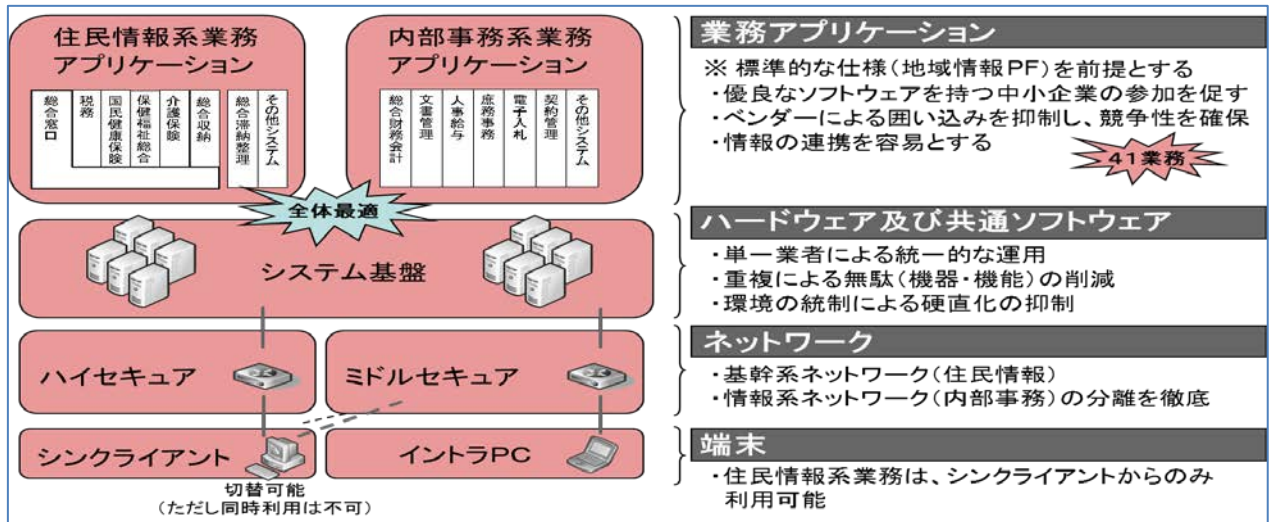 住民情報系業務
アプリケーション
総合窓口
税務
国民健康保険
保健福祉総合
介護保険
総合収納
総合滞納整理
その他システム
内部事務系業務
アプリケーション
総合財務会計
文書管理
人事給与
庶務事務
電子入札
契約管理
その他システム
全体最適
システム基盤
ハイセキュア
ミドルセキュア
シンクライアント
イントラPC
切替可能
(ただし同時利用は不可)
業務アプリケーション
※ 標準的な仕様(地域情報PF)を前提とする
・優良なソフトウェアを持つ中小企業の参加を促す
・ベンダーによる囲い込みを抑制し、競争性を確保
・情報の連携を容易とする
41業務
ハードウェア及び共通ソフトウェア
・単一業者による統一的な運用
・重複による無駄(機器・機能)の削減
・環境の統制による硬直化の抑制
ネットワーク
・基幹系ネットワーク(住民情報)
・情報系ネットワーク(内部事務)の分離を徹底
端末
・住民情報系業務は、シンクライアントからのみ
利用可能